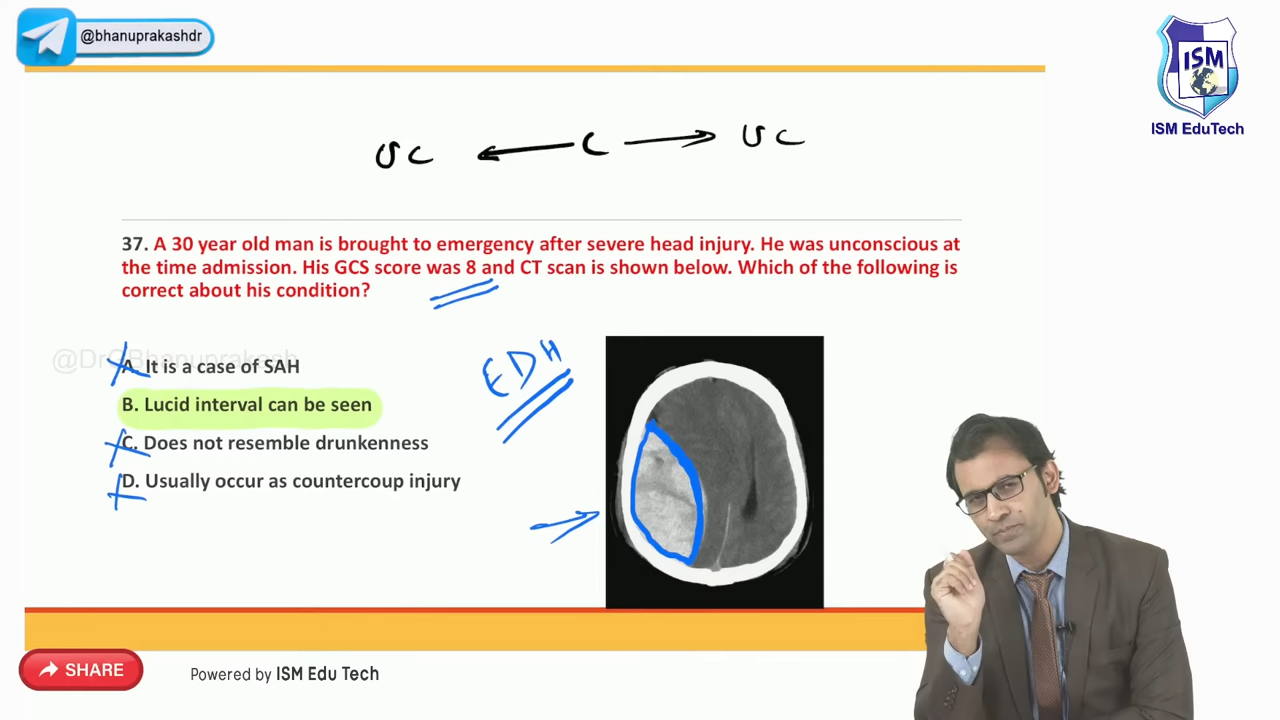 @bhanuprakashdr
ISM
ISM EduTech
UC ← C → UC
37. A 30 year old man is brought to emergency after severe head injury. He was unconscious at
the time admission. His GCS score was 8 and CT scan is shown below. Which of the following is
correct about his condition?
@DrGBhanuprakash
A. It is a case of SAH
B. Lucid interval can be seen
C. Does not resemble drunkenness
D. Usually occur as countercoup injury
EDH
SHARE
Powered by ISM Edu Tech